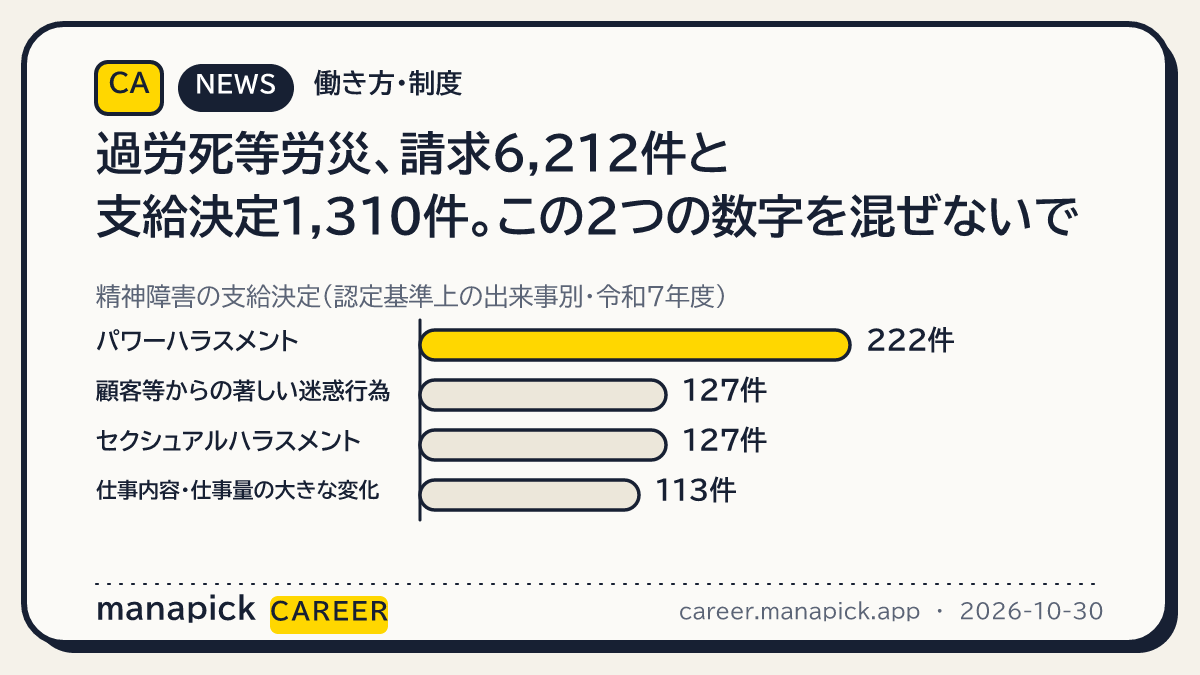 CA NEWS 働き方・制度
過労死等労災、請求6,212件と
支給決定1,310件。この2つの数字を混ぜないで
精神障害の支給決定（認定基準上の出来事別・令和7年度）
パワーハラスメント 222件
顧客等からの著しい迷惑行為 127件
セクシュアルハラスメント 127件
仕事内容・仕事量の大きな変化 113件
manapick CAREER career.manapick.app ・ 2026-10-30